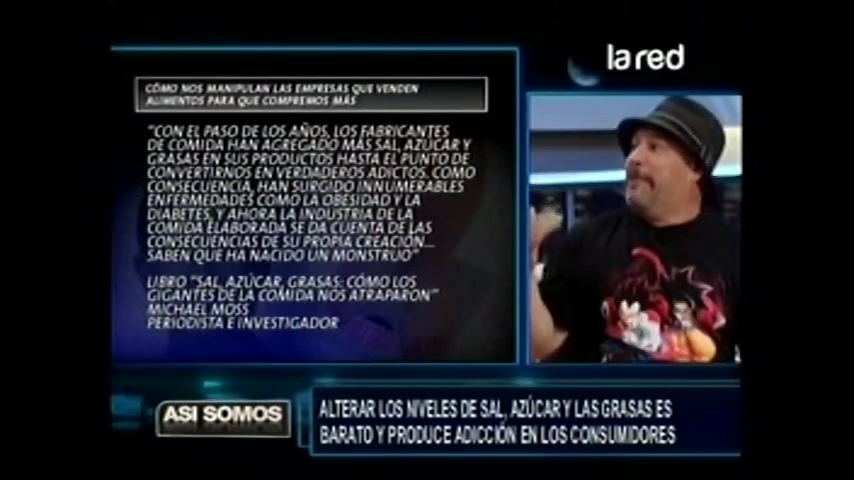 la red
CÓMO NOS MANIPULAN LAS EMPRESAS QUE VENDEN
ALIMENTOS PARA QUE COMPREMOS MÁS
"CON EL PASO DE LOS AÑOS, LOS FABRICANTES
DE COMIDA HAN AGREGADO MÁS SAL, AZÚCAR Y
GRASAS EN SUS PRODUCTOS HASTA EL PUNTO DE
CONVERTIRNOS EN VERDADEROS ADICTOS. COMO
CONSECUENCIA, HAN SURGIDO INNUMERABLES
ENFERMEDADES COMO LA OBESIDAD Y LA
DIABETES, Y AHORA LA INDUSTRIA DE LA
COMIDA ELABORADA SE DA CUENTA DE LAS
CONSECUENCIAS DE SU PROPIA CREACIÓN...
SABEN QUE HA NACIDO UN MONSTRUO"
LIBRO "SAL, AZÚCAR, GRASAS: CÓMO LOS
GIGANTES DE LA COMIDA NOS ATRAPARON"
MICHAEL MOSS
PERIODISTA E INVESTIGADOR
ASI SOMOS
ALTERAR LOS NIVELES DE SAL, AZÚCAR Y LAS GRASAS ES
BARATO Y PRODUCE ADICCIÓN EN LOS CONSUMIDORES